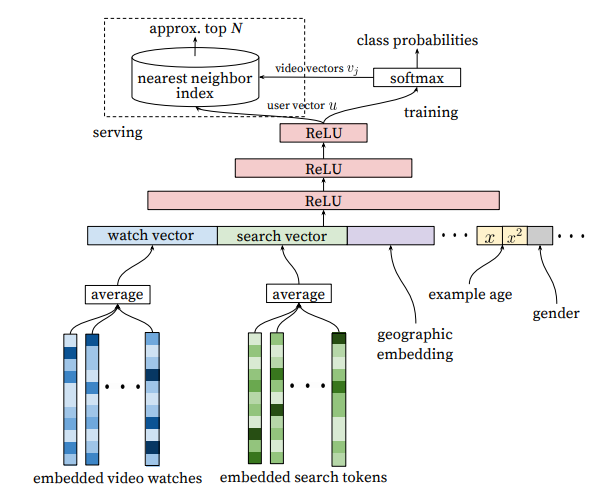 approx. top N
class probabilities
nearest neighbor
index
video vectors vⱼ
softmax
user vector u
serving
training
ReLU
ReLU
ReLU
watch vector
search vector
• • •
x
x²
• • •
average
average
example age
gender
geographic
embedding
• • •
• • •
embedded video watches
embedded search tokens